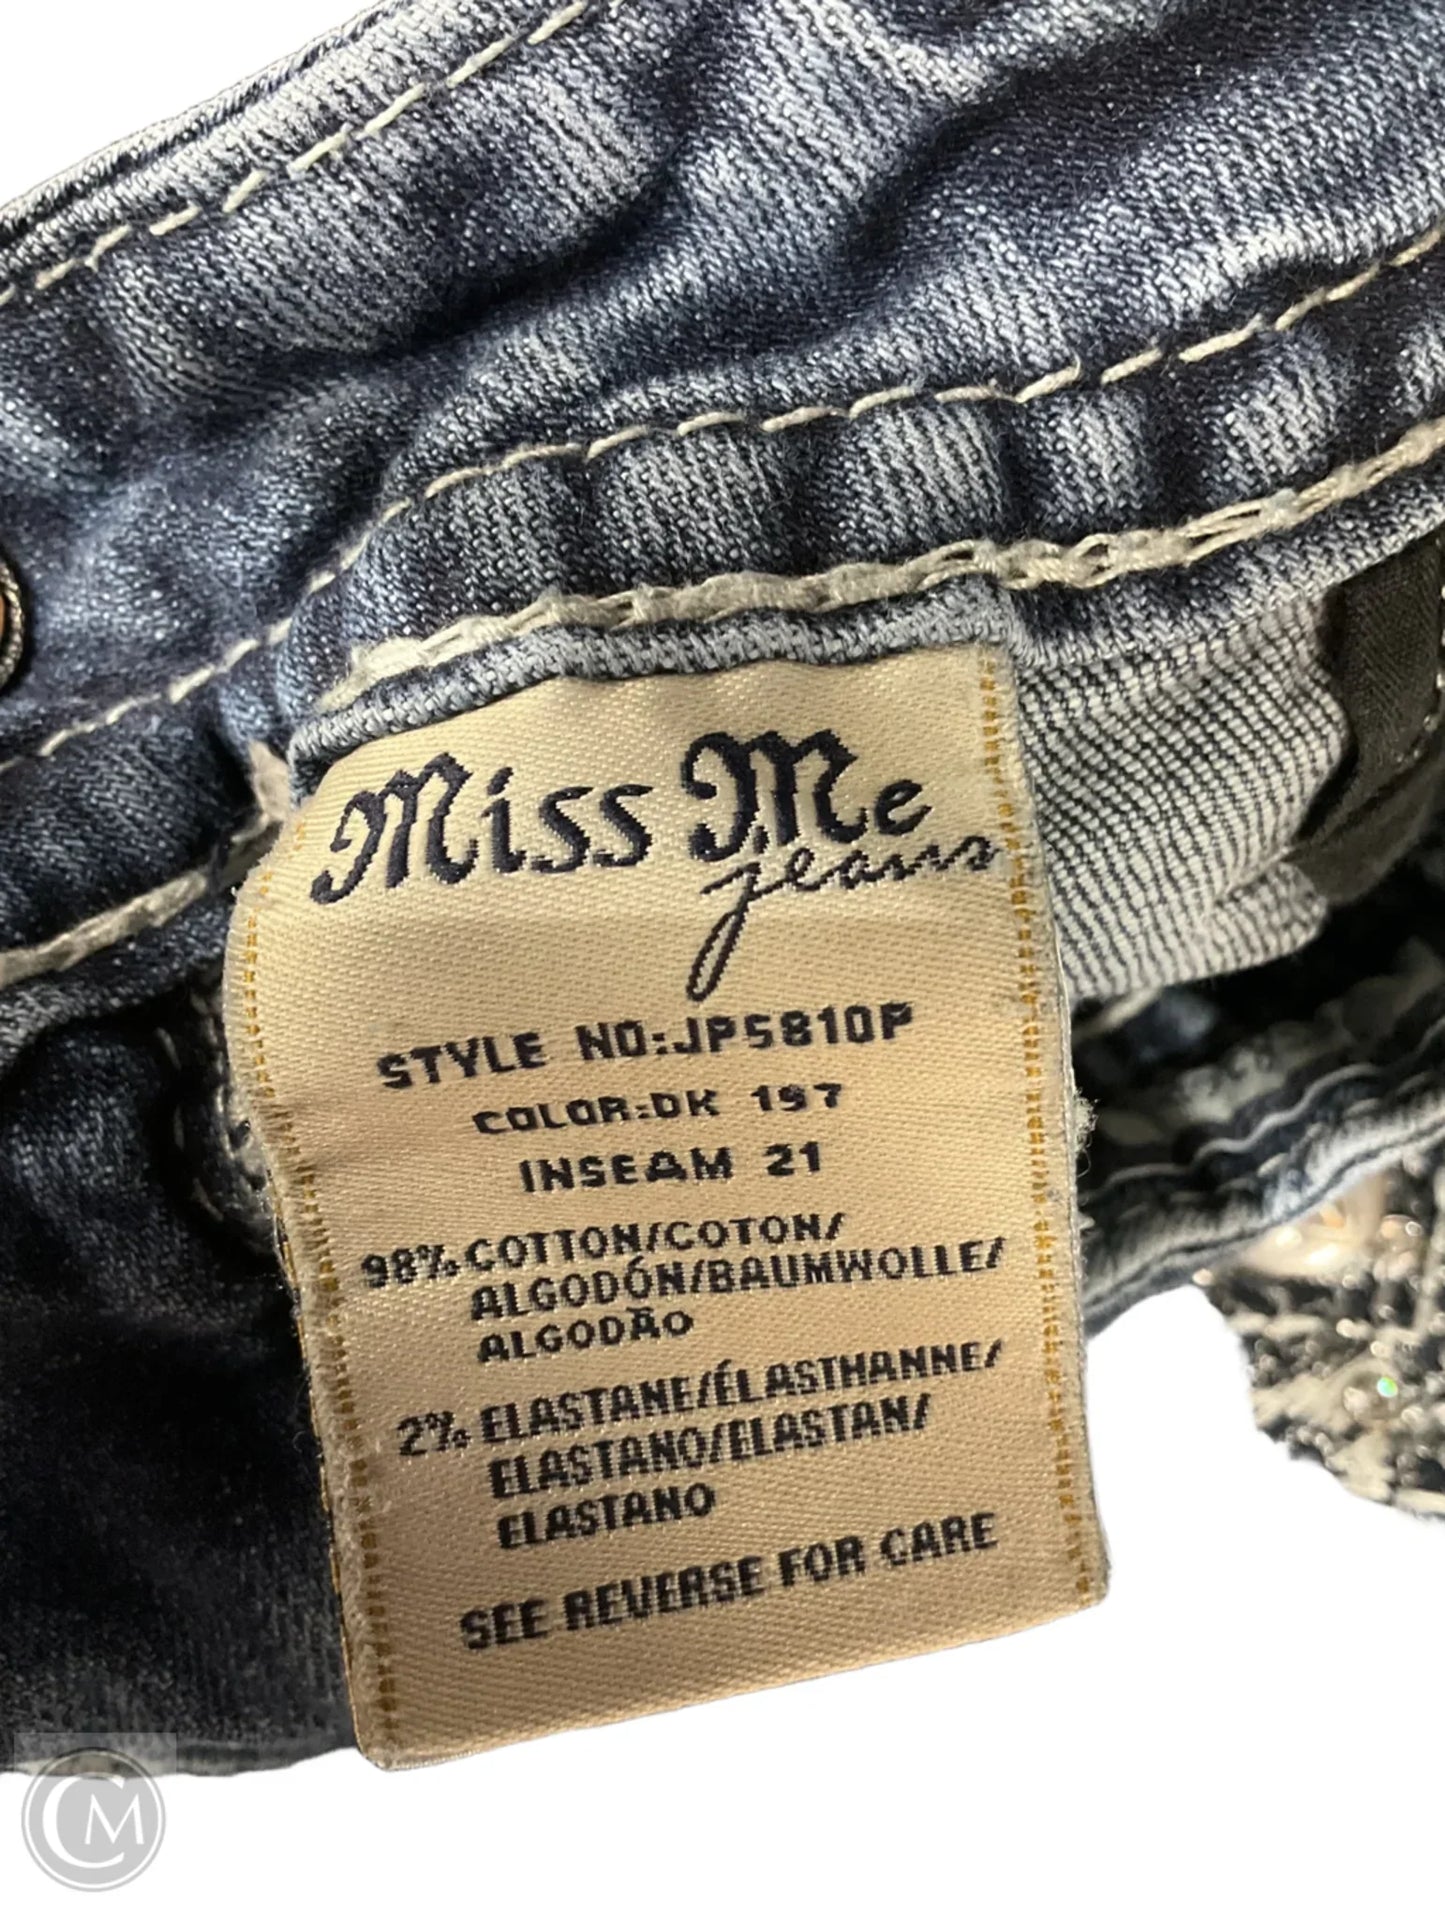 Miss Me
jeans
STYLE NO:JP5810P
COLOR:DK 197
INSEAM 21
98% COTTON/COTON/
ALGODÓN/BAUMWOLLE/
ALGODÃO
2% ELASTANE/ÉLASTHANNE/
ELASTANO/ELASTAN/
ELASTANO
SEE REVERSE FOR CARE
CM